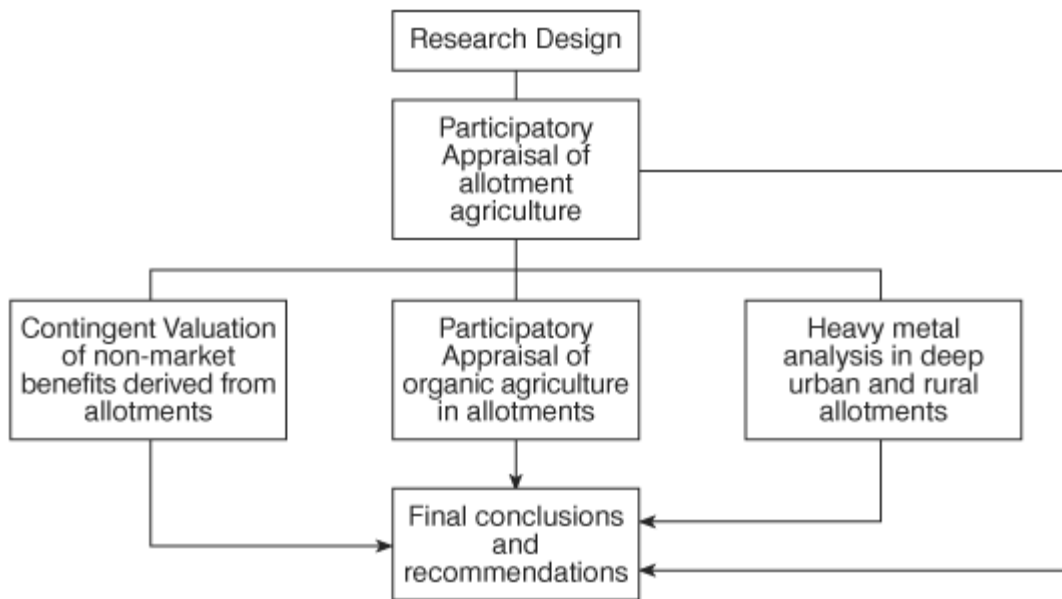 Research Design
Participatory
Appraisal of
allotment
agriculture
Contingent Valuation
of non-market
benefits derived from
allotments
Participatory
Appraisal of
organic agriculture
in allotments
Heavy metal
analysis in deep
urban and rural
allotments
Final conclusions
and
recommendations